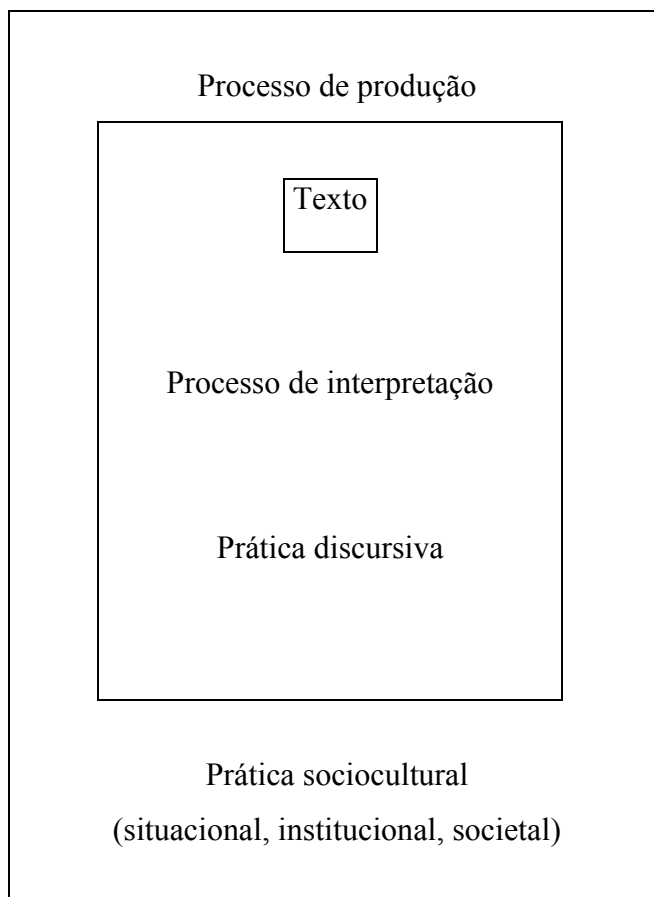 Processo de produção
Texto
Processo de interpretação
Prática discursiva
Prática sociocultural
(situacional, institucional, societal)